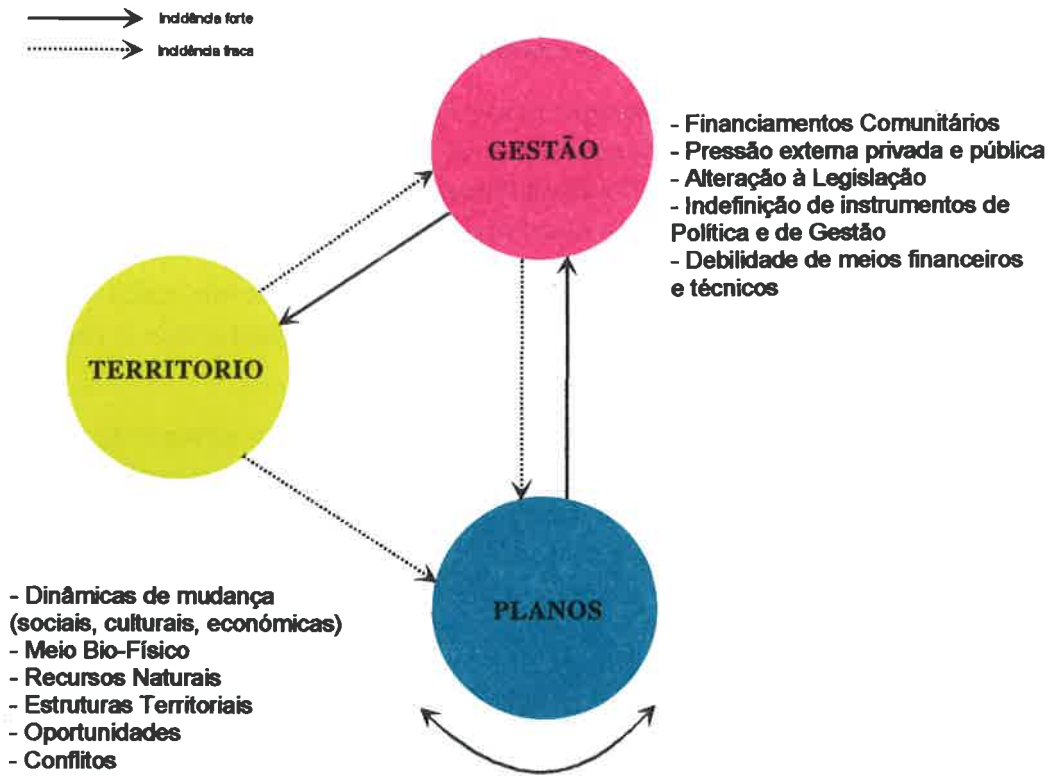 Incidência forte
Incidência fraca
GESTÃO
- Financiamentos Comunitários
- Pressão externa privada e pública
- Alteração à Legislação
- Indefinição de instrumentos de
Política e de Gestão
- Debilidade de meios financeiros
e técnicos
TERRITORIO
PLANOS
- Dinâmicas de mudança
(sociais, culturais, económicas)
- Meio Bio-Físico
- Recursos Naturais
- Estruturas Territoriais
- Oportunidades
- Conflitos